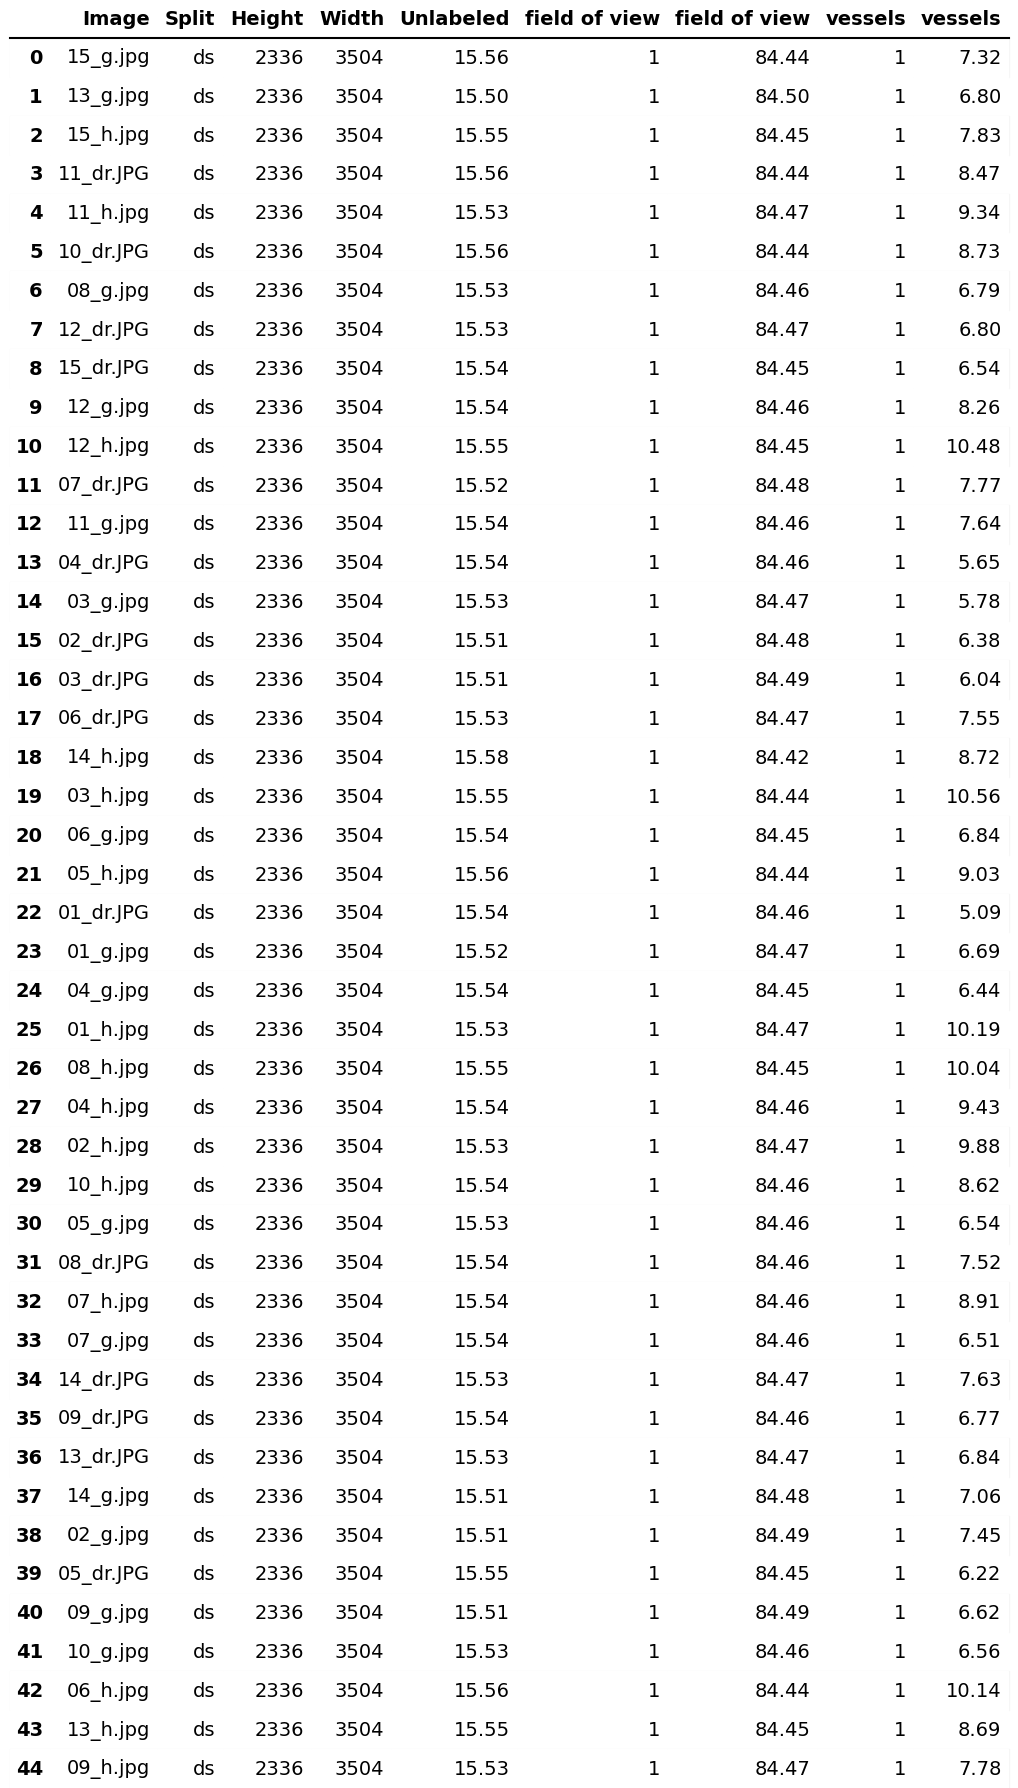 Image Split Height Width Unlabeled field of view field of view vessels vessels
0 15_g.jpg ds 2336 3504 15.56 1 84.44 1 7.32
1 13_g.jpg ds 2336 3504 15.50 1 84.50 1 6.80
2 15_h.jpg ds 2336 3504 15.55 1 84.45 1 7.83
3 11_dr.JPG ds 2336 3504 15.56 1 84.44 1 8.47
4 11_h.jpg ds 2336 3504 15.53 1 84.47 1 9.34
5 10_dr.JPG ds 2336 3504 15.56 1 84.44 1 8.73
6 08_g.jpg ds 2336 3504 15.53 1 84.46 1 6.79
7 12_dr.JPG ds 2336 3504 15.53 1 84.47 1 6.80
8 15_dr.JPG ds 2336 3504 15.54 1 84.45 1 6.54
9 12_g.jpg ds 2336 3504 15.54 1 84.46 1 8.26
10 12_h.jpg ds 2336 3504 15.55 1 84.45 1 10.48
11 07_dr.JPG ds 2336 3504 15.52 1 84.48 1 7.77
12 11_g.jpg ds 2336 3504 15.54 1 84.46 1 7.64
13 04_dr.JPG ds 2336 3504 15.54 1 84.46 1 5.65
14 03_g.jpg ds 2336 3504 15.53 1 84.47 1 5.78
15 02_dr.JPG ds 2336 3504 15.51 1 84.48 1 6.38
16 03_dr.JPG ds 2336 3504 15.51 1 84.49 1 6.04
17 06_dr.JPG ds 2336 3504 15.53 1 84.47 1 7.55
18 14_h.jpg ds 2336 3504 15.58 1 84.42 1 8.72
19 03_h.jpg ds 2336 3504 15.55 1 84.44 1 10.56
20 06_g.jpg ds 2336 3504 15.54 1 84.45 1 6.84
21 05_h.jpg ds 2336 3504 15.56 1 84.44 1 9.03
22 01_dr.JPG ds 2336 3504 15.54 1 84.46 1 5.09
23 01_g.jpg ds 2336 3504 15.52 1 84.47 1 6.69
24 04_g.jpg ds 2336 3504 15.54 1 84.45 1 6.44
25 01_h.jpg ds 2336 3504 15.53 1 84.47 1 10.19
26 08_h.jpg ds 2336 3504 15.55 1 84.45 1 10.04
27 04_h.jpg ds 2336 3504 15.54 1 84.46 1 9.43
28 02_h.jpg ds 2336 3504 15.53 1 84.47 1 9.88
29 10_h.jpg ds 2336 3504 15.54 1 84.46 1 8.62
30 05_g.jpg ds 2336 3504 15.53 1 84.46 1 6.54
31 08_dr.JPG ds 2336 3504 15.54 1 84.46 1 7.52
32 07_h.jpg ds 2336 3504 15.54 1 84.46 1 8.91
33 07_g.jpg ds 2336 3504 15.54 1 84.46 1 6.51
34 14_dr.JPG ds 2336 3504 15.53 1 84.47 1 7.63
35 09_dr.JPG ds 2336 3504 15.54 1 84.46 1 6.77
36 13_dr.JPG ds 2336 3504 15.53 1 84.47 1 6.84
37 14_g.jpg ds 2336 3504 15.51 1 84.48 1 7.06
38 02_g.jpg ds 2336 3504 15.51 1 84.49 1 7.45
39 05_dr.JPG ds 2336 3504 15.55 1 84.45 1 6.22
40 09_g.jpg ds 2336 3504 15.51 1 84.49 1 6.62
41 10_g.jpg ds 2336 3504 15.53 1 84.46 1 6.56
42 06_h.jpg ds 2336 3504 15.56 1 84.44 1 10.14
43 13_h.jpg ds 2336 3504 15.55 1 84.45 1 8.69
44 09_h.jpg ds 2336 3504 15.53 1 84.47 1 7.78